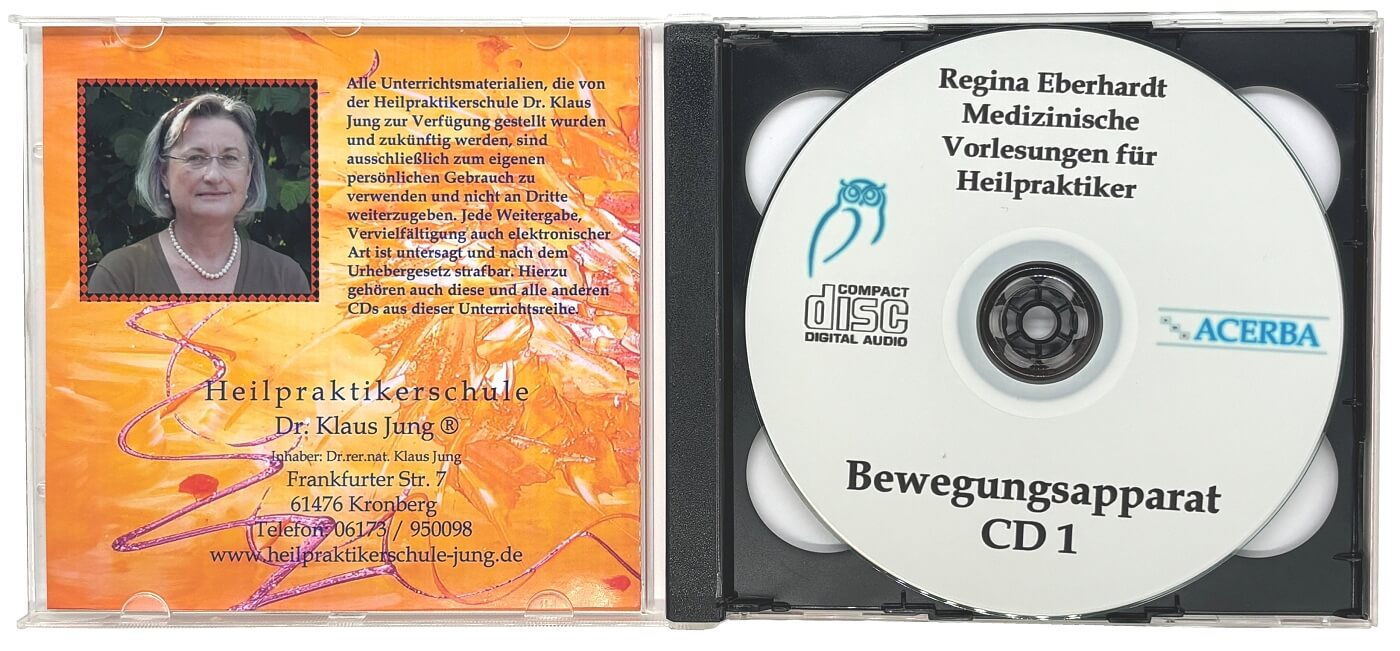 Alle Unterrichtsmaterialien, die von
der Heilpraktikerschule Dr. Klaus
Jung zur Verfügung gestellt wurden
und zukünftig werden, sind
ausschließlich zum eigenen
persönlichen Gebrauch zu
verwenden und nicht an Dritte
weiterzugeben. Jede Weitergabe,
Vervielfältigung auch elektronischer
Art ist untersagt und nach dem
Urhebergesetz strafbar. Hierzu
gehören auch diese und alle anderen
CDs aus dieser Unterrichtsreihe.
Heilpraktikerschule
Dr. Klaus Jung ®
Inhaber: Dr.rer.nat. Klaus Jung
Frankfurter Str. 7
61476 Kronberg
Telefon: 06173 / 950098
www.heilpraktikerschule-jung.de
Regina Eberhardt
Medizinische
Vorlesungen für
Heilpraktiker
COMPACT
disc
DIGITAL AUDIO
ACERBA
Bewegungsapparat
CD 1